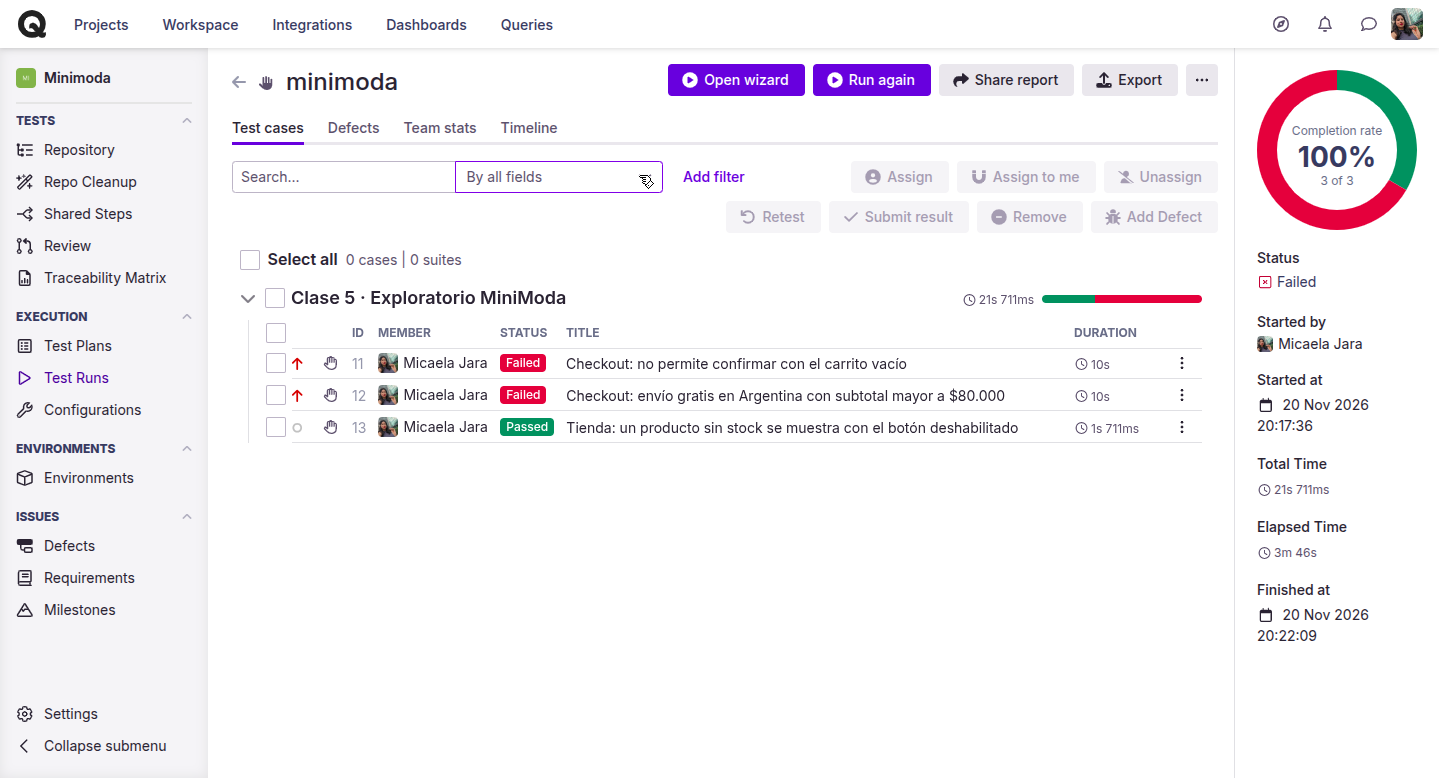 Projects Workspace Integrations Dashboards Queries
Minimoda
TESTS
Repository
Repo Cleanup
Shared Steps
Review
Traceability Matrix
EXECUTION
Test Plans
Test Runs
Configurations
ENVIRONMENTS
Environments
ISSUES
Defects
Requirements
Milestones
Settings
Collapse submenu
minimoda
Open wizard Run again Share report Export
Test cases Defects Team stats Timeline
Search... By all fields Add filter Assign Assign to me Unassign
Retest Submit result Remove Add Defect
Select all 0 cases | 0 suites
Clase 5 · Exploratorio MiniModa 21s 711ms
ID MEMBER STATUS TITLE DURATION
11 Micaela Jara Failed Checkout: no permite confirmar con el carrito vacío 10s
12 Micaela Jara Failed Checkout: envío gratis en Argentina con subtotal mayor a $80.000 10s
13 Micaela Jara Passed Tienda: un producto sin stock se muestra con el botón deshabilitado 1s 711ms
Completion rate
100%
3 of 3
Status
Failed
Started by
Micaela Jara
Started at
20 Nov 2026
20:17:36
Total Time
21s 711ms
Elapsed Time
3m 46s
Finished at
20 Nov 2026
20:22:09